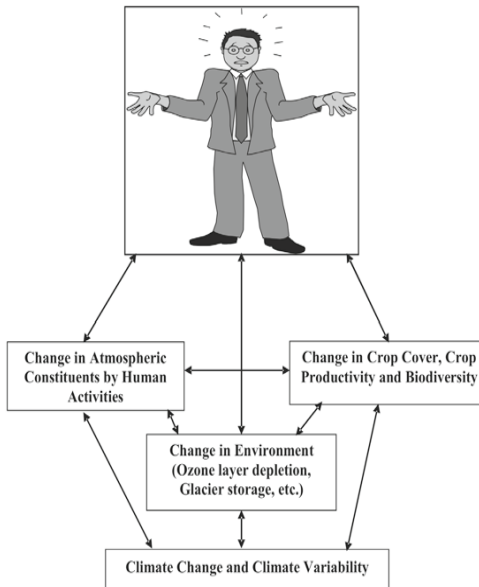 Change in Atmospheric
Constituents by Human
Activities
Change in Crop Cover, Crop
Productivity and Biodiversity
Change in Environment
(Ozone layer depletion,
Glacier storage, etc.)
Climate Change and Climate Variability